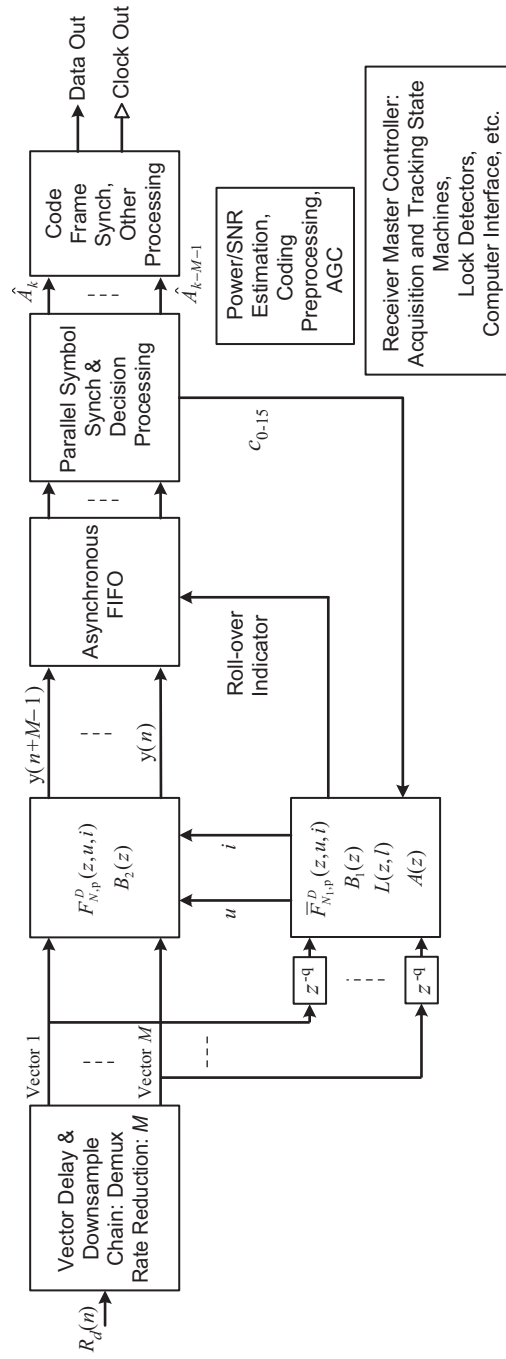 R_d(n)
Vector Delay &
Downsample
Chain: Demux
Rate Reduction: M
Vector 1
Vector M
z^-q
z^-q
F^D_{N,p}(z,u,i)
B_2(z)
u
i
F̅^D_{N_1,p}(z,u,i)
B_1(z)
L(z,l)
A(z)
y(n+M−1)
y(n)
Roll-over
Indicator
Asynchronous
FIFO
Parallel Symbol
Synch &
Decision
Processing
c_{0-15}
Â_k
Â_{k−M−1}
Code
Frame
Synch,
Other
Processing
Data Out
Clock Out
Power/SNR
Estimation,
Coding
Preprocessing,
AGC
Receiver Master Controller:
Acquisition and Tracking State
Machines,
Lock Detectors,
Computer Interface, etc.